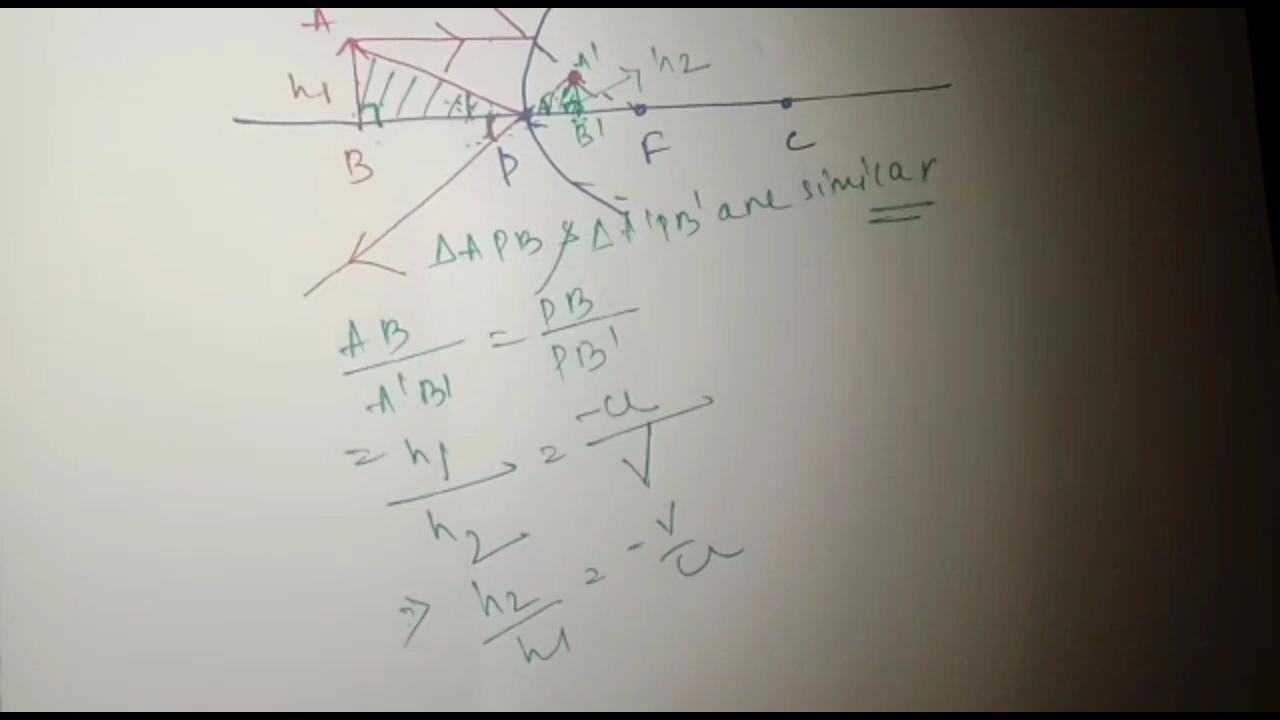 A
h1
A'
h2
B
P
B'
F
C
ΔAPB & ΔA'PB' are similar
AB/A'B' = PB/PB'
= h1/h2 = -u/v
⇒ h2/h1 = -v/u